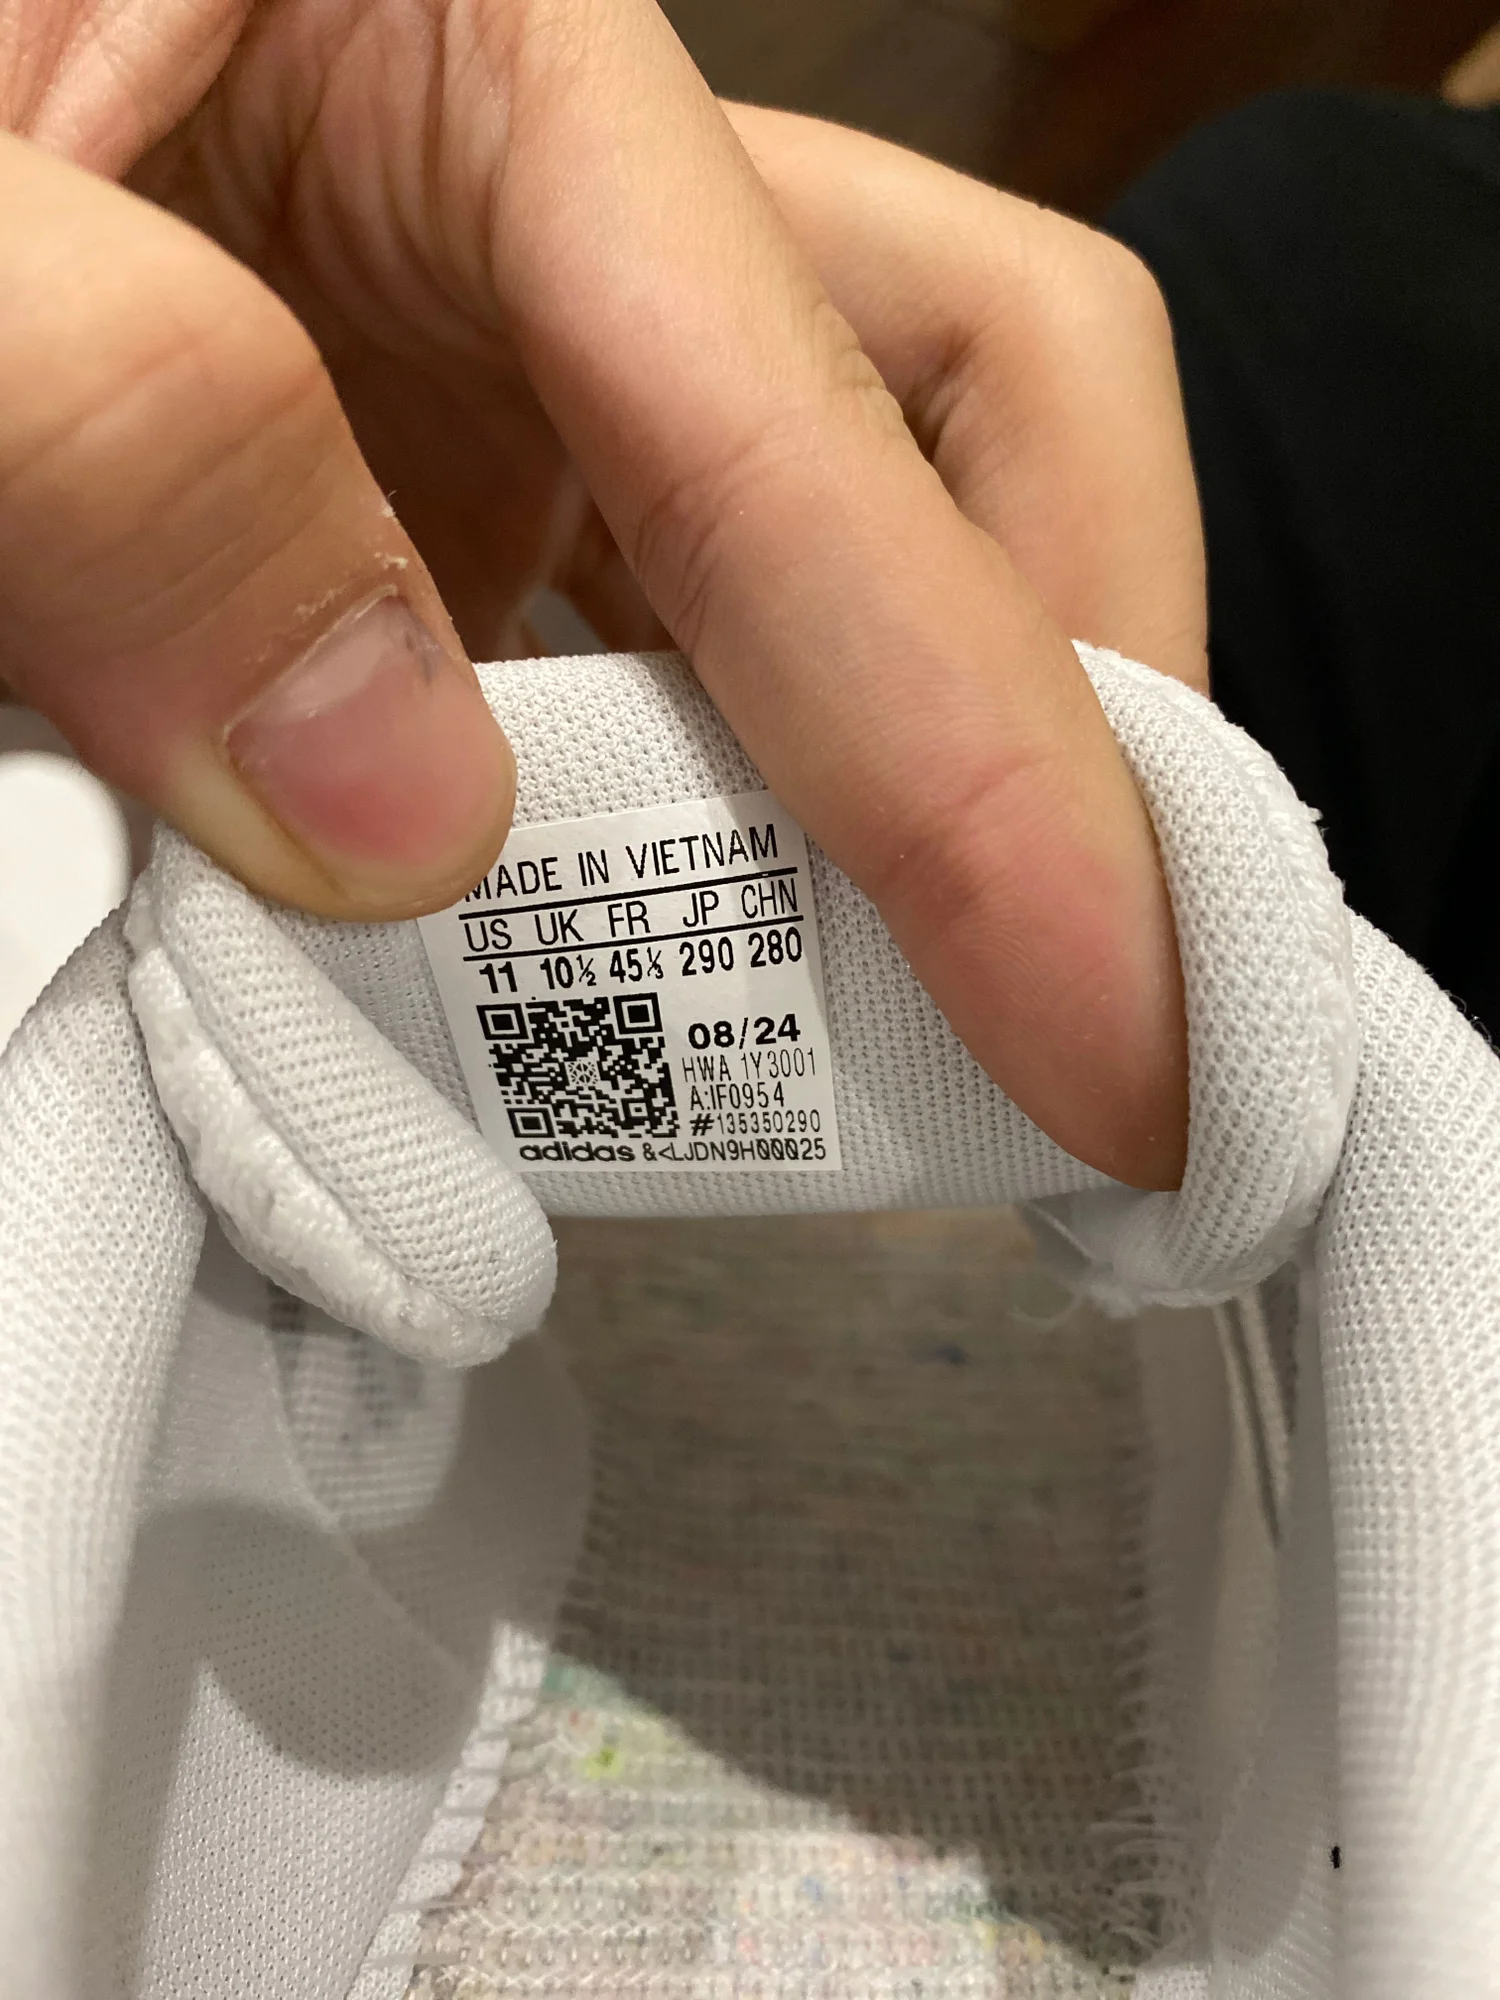 MADE IN VIETNAM
US UK FR JP CHN
11 10½ 45⅓ 290 280
08/24
HWA 1Y3001
A:IF0954
#135350290
adidas &<LJDN9H00025